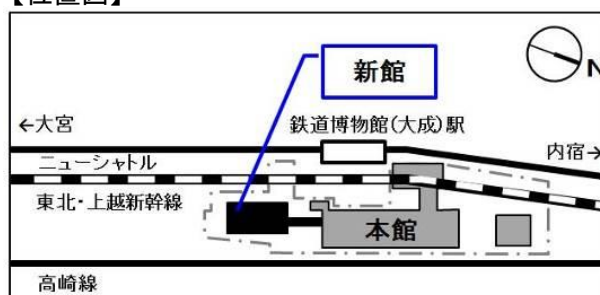 【位置図】
新館
N
←大宮
鉄道博物館(大成)駅
内宿→
ニューシャトル
東北・上越新幹線
本館
高崎線